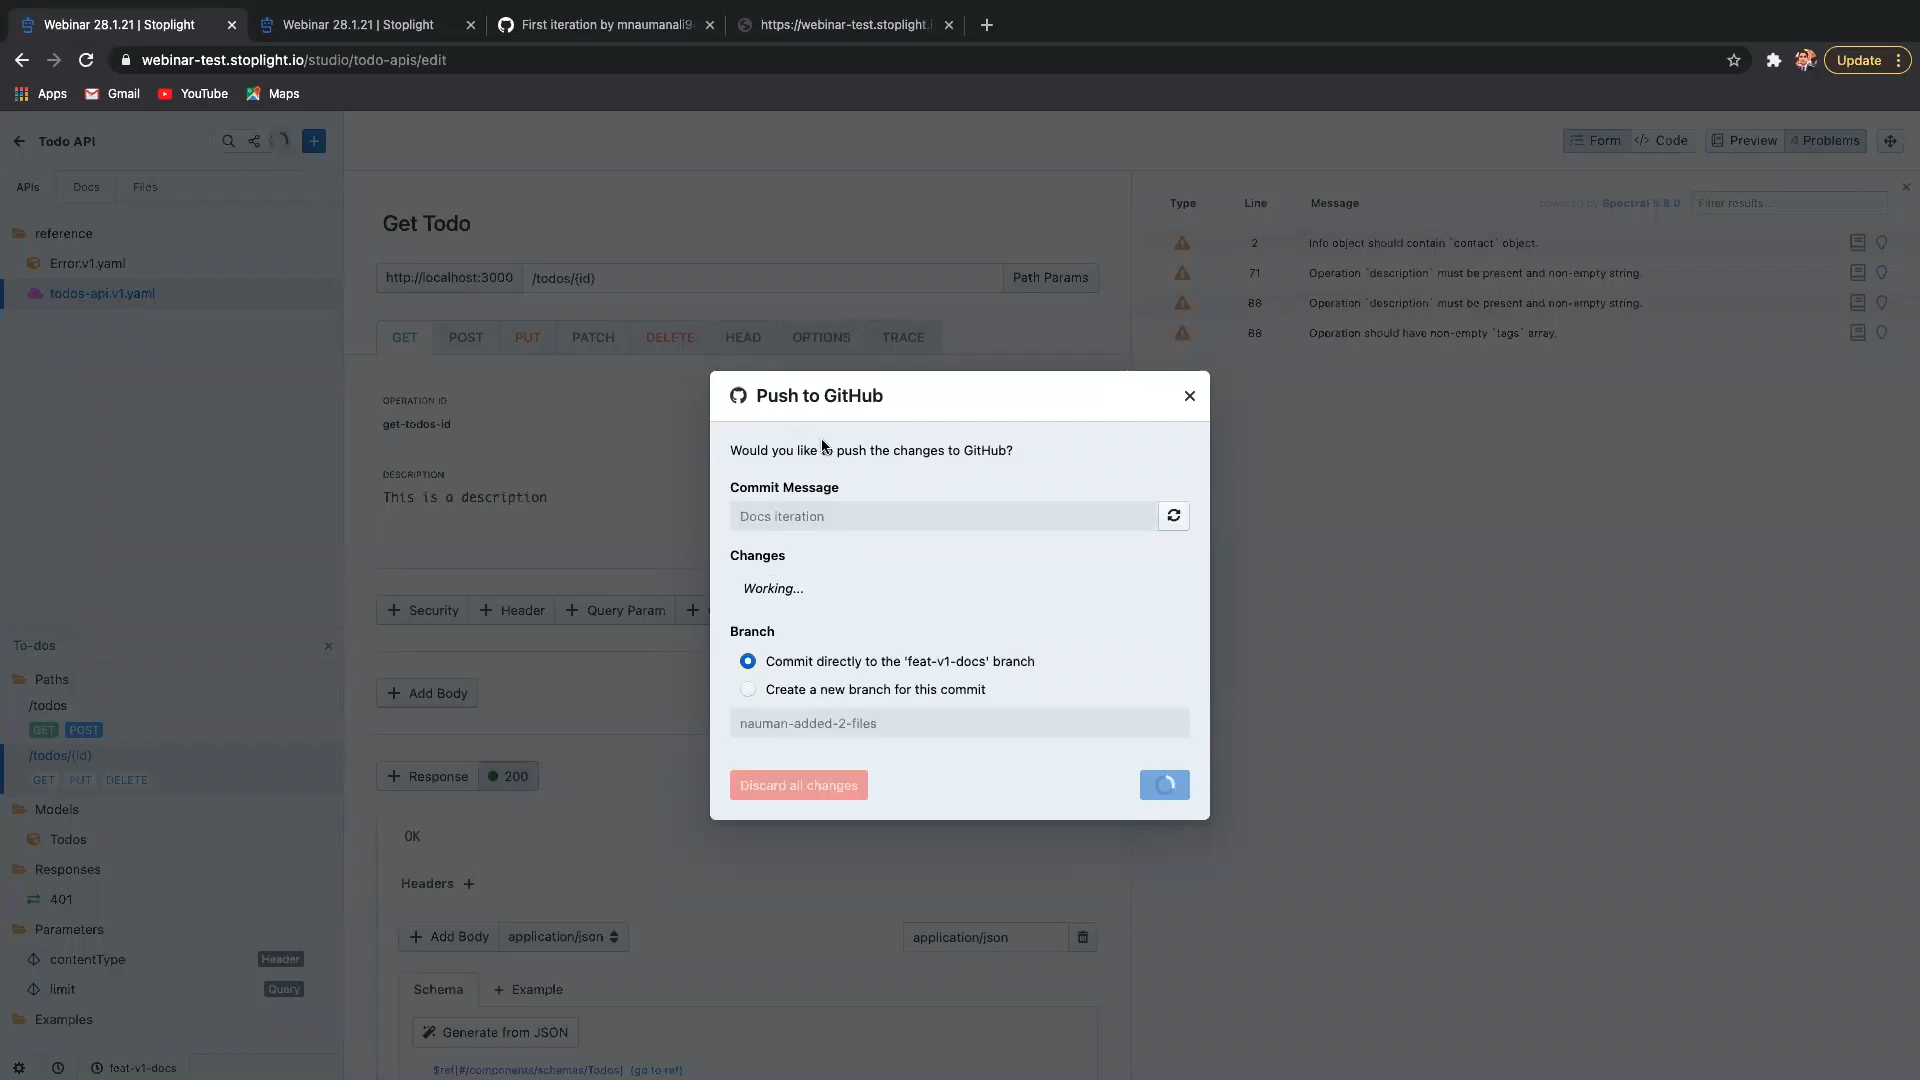 Webinar 28.1.21 | Stoplight
Webinar 28.1.21 | Stoplight
First iteration by mnaumanali9
https://webinar-test.stoplight.
webinar-test.stoplight.io/studio/todo-apis/edit
Update
Apps
Gmail
YouTube
Maps
Todo API
Form
Code
Preview
4 Problems
APIs
Docs
Files
reference
Error.v1.yaml
todos-api.v1.yaml
Get Todo
http://localhost:3000
/todos/{id}
Path Params
GET
POST
PUT
PATCH
DELETE
HEAD
OPTIONS
TRACE
OPERATION ID
get-todos-id
DESCRIPTION
This is a description
Security
Header
Query Param
Add Body
Response
200
OK
Headers
Add Body
application/json
application/json
Schema
Example
Generate from JSON
$ref[#/components/schemas/Todos] (go to ref)
Type
Line
Message
powered by Spectral 5.8.0
Filter results...
2
Info object should contain `contact` object.
71
Operation `description` must be present and non-empty string.
88
Operation `description` must be present and non-empty string.
88
Operation should have non-empty `tags` array.
Push to GitHub
Would you like to push the changes to GitHub?
Commit Message
Docs iteration
Changes
Working...
Branch
Commit directly to the 'feat-v1-docs' branch
Create a new branch for this commit
nauman-added-2-files
Discard all changes
To-dos
Paths
/todos
GET
POST
/todos/{id}
GET
PUT
DELETE
Models
Todos
Responses
401
Parameters
contentType
Header
limit
Query
Examples
feat-v1-docs